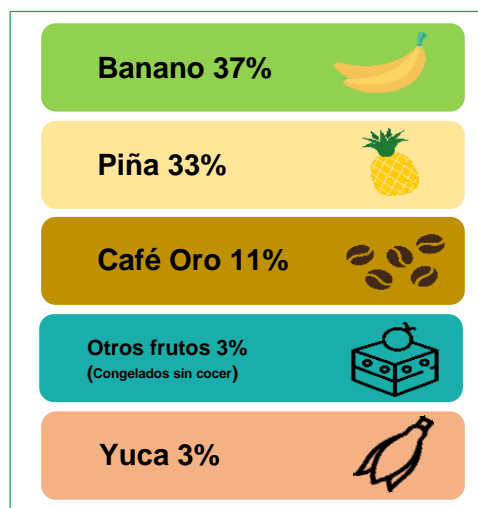 Banano 37%
Piña 33%
Café Oro 11%
Otros frutos 3%
(Congelados sin cocer)
Yuca 3%